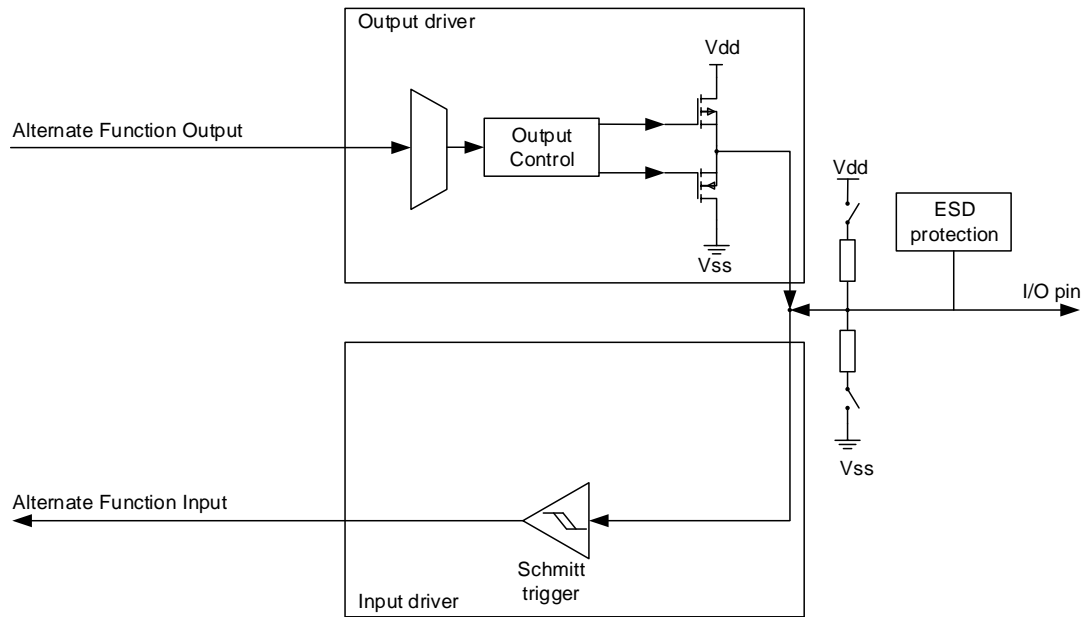 Output driver
Vdd
Alternate Function Output
Output
Control
Vss
Vdd
ESD
protection
I/O pin
Vss
Alternate Function Input
Schmitt
trigger
Input driver